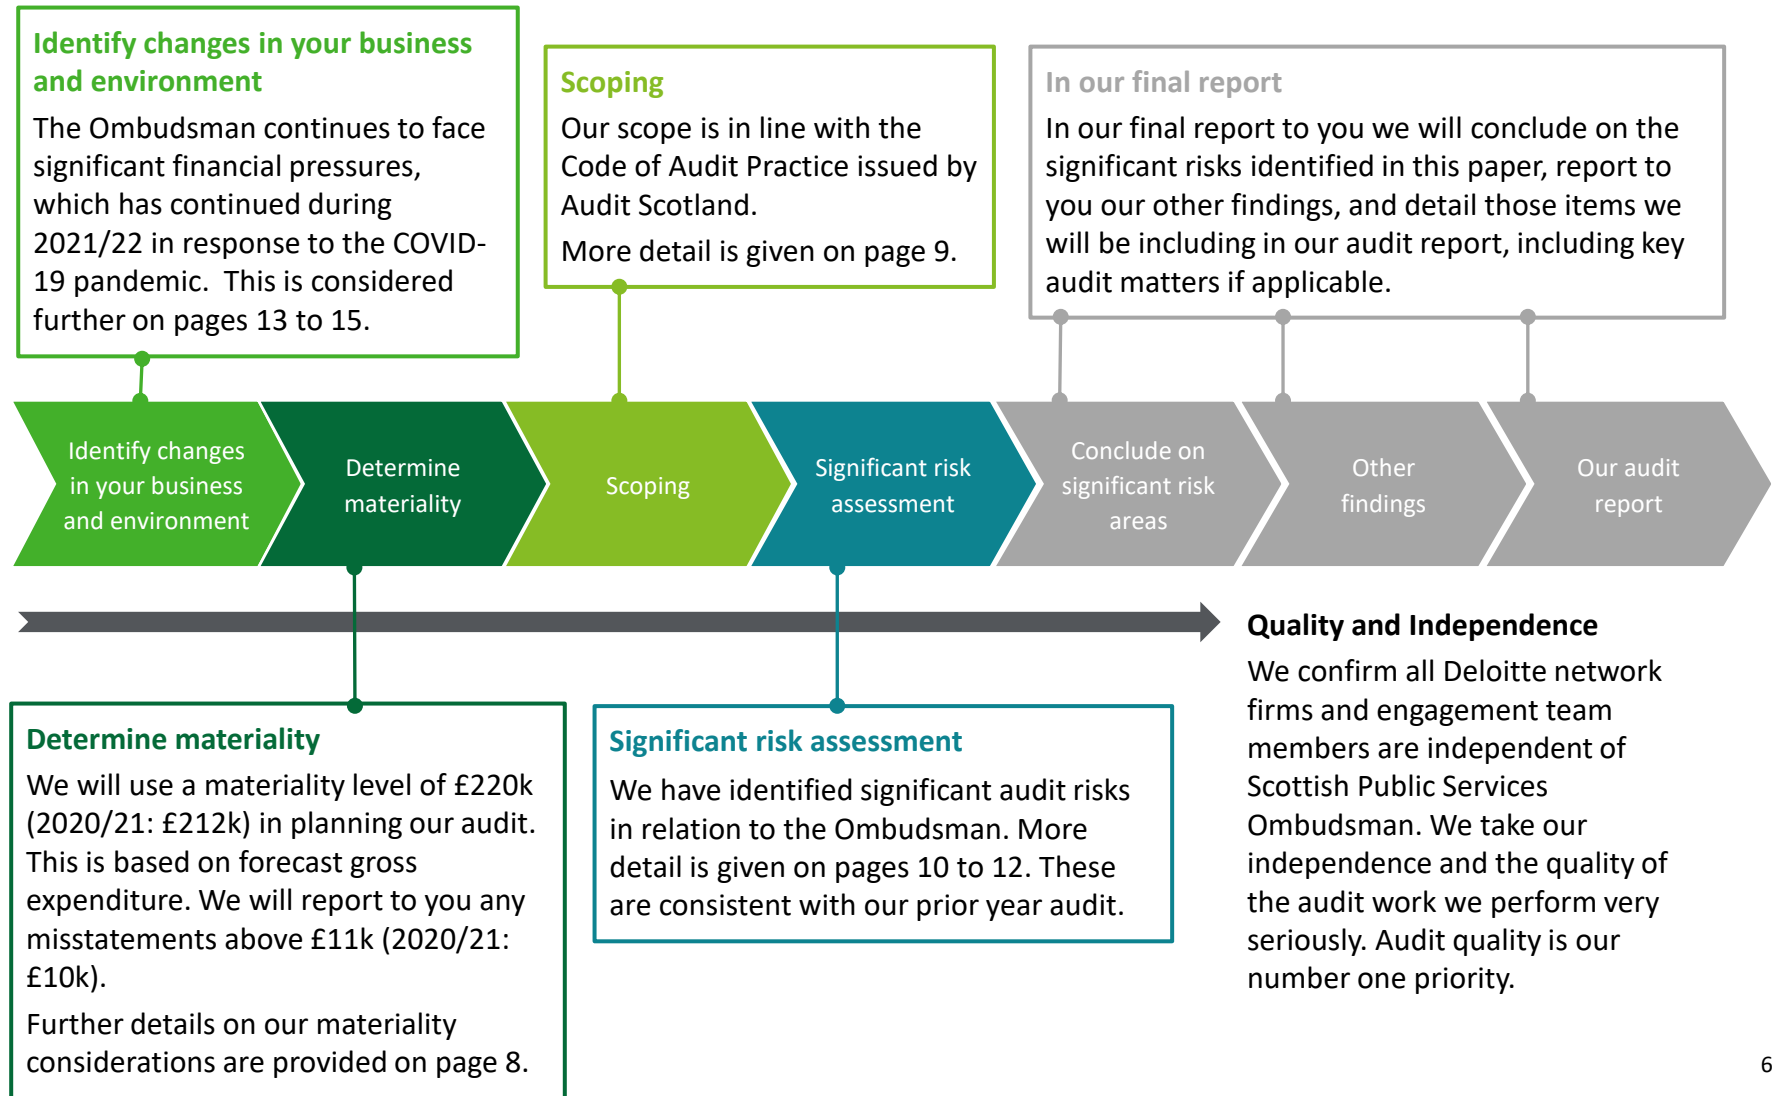 Identify changes in your business
and environment
The Ombudsman continues to face
significant financial pressures,
which has continued during
2021/22 in response to the COVID-
19 pandemic.  This is considered
further on pages 13 to 15.
Scoping
Our scope is in line with the
Code of Audit Practice issued by
Audit Scotland.
More detail is given on page 9.
In our final report
In our final report to you we will conclude on the
significant risks identified in this paper, report to
you our other findings, and detail those items we
will be including in our audit report, including key
audit matters if applicable.
Identify changes
in your business
and environment
Determine
materiality
Scoping
Significant risk
assessment
Conclude on
significant risk
areas
Other
findings
Our audit
report
Determine materiality
We will use a materiality level of £220k
(2020/21: £212k) in planning our audit.
This is based on forecast gross
expenditure. We will report to you any
misstatements above £11k (2020/21:
£10k).
Further details on our materiality
considerations are provided on page 8.
Significant risk assessment
We have identified significant audit risks
in relation to the Ombudsman. More
detail is given on pages 10 to 12. These
are consistent with our prior year audit.
Quality and Independence
We confirm all Deloitte network
firms and engagement team
members are independent of
Scottish Public Services
Ombudsman. We take our
independence and the quality of
the audit work we perform very
seriously. Audit quality is our
number one priority.
6